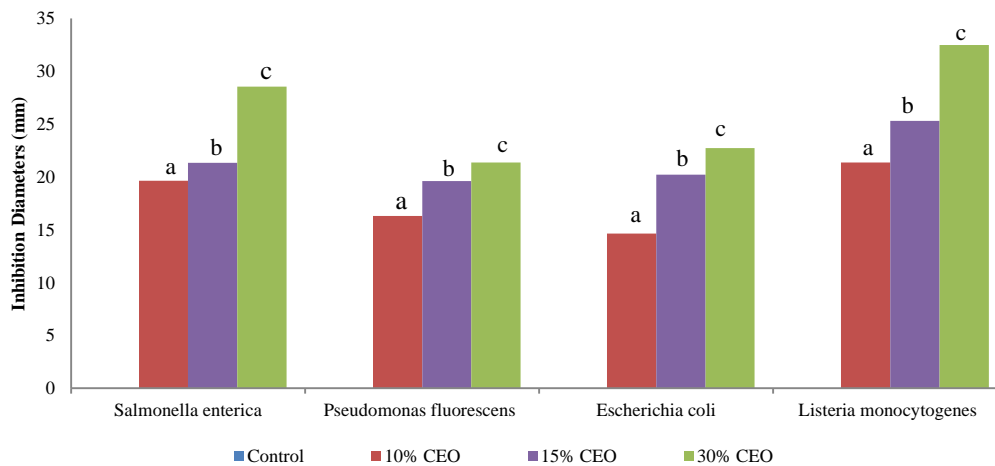 Inhibition Diameters (mm)
35
30
25
20
15
10
5
0
a b c
a b c
a b c
a b c
Salmonella enterica Pseudomonas fluorescens Escherichia coli Listeria monocytogenes
Control 10% CEO 15% CEO 30% CEO